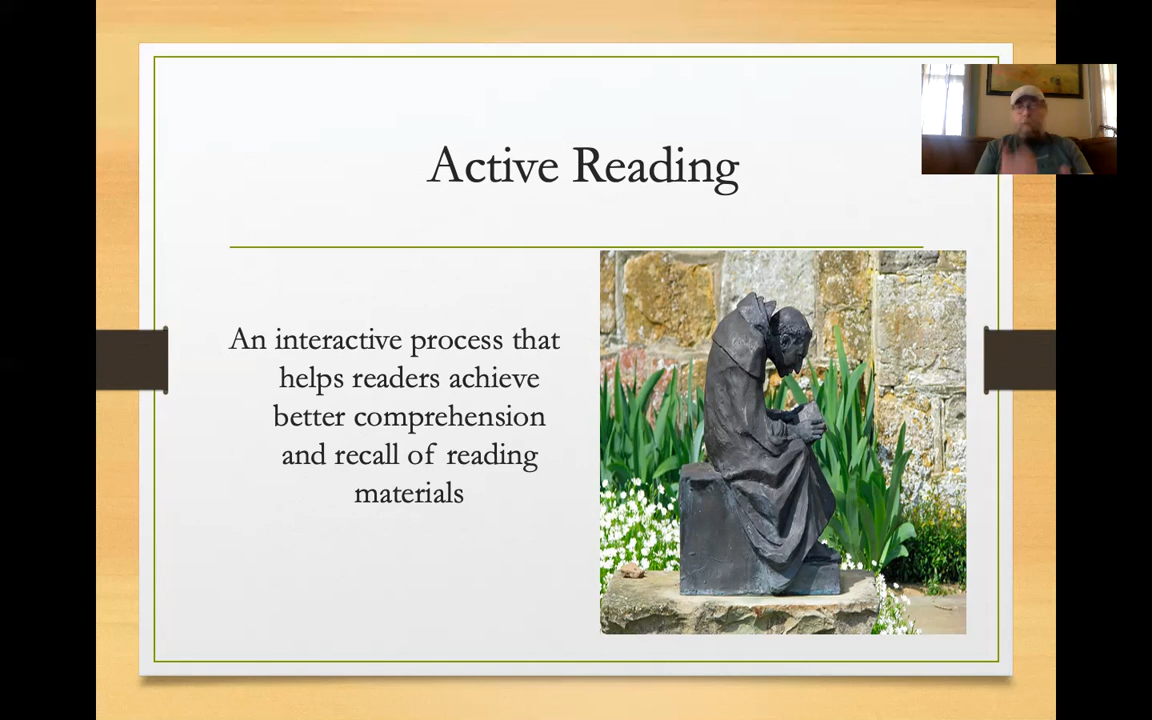 Active Reading
An interactive process that
helps readers achieve
better comprehension
and recall of reading
materials